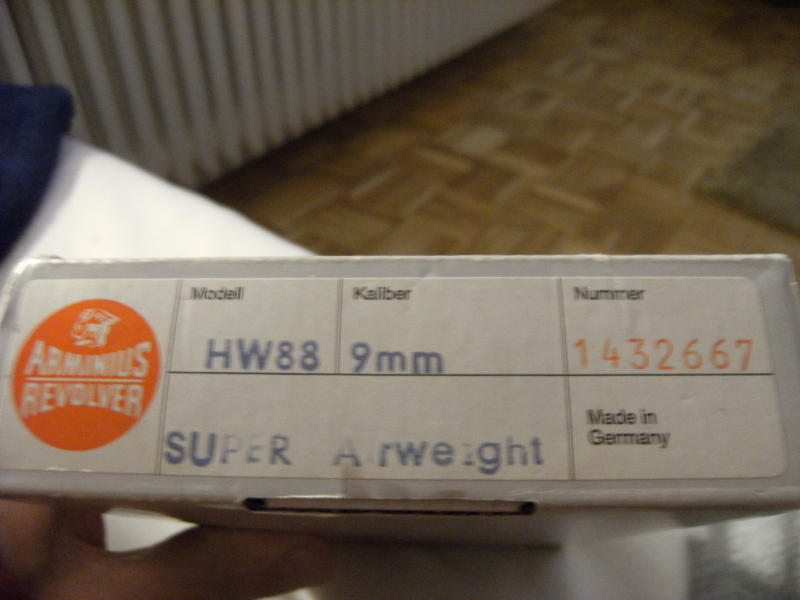 ARMINIUS
REVOLVER
Modell
HW88
Kaliber
9mm
Nummer
1432667
SUPER Airweight
Made in
Germany